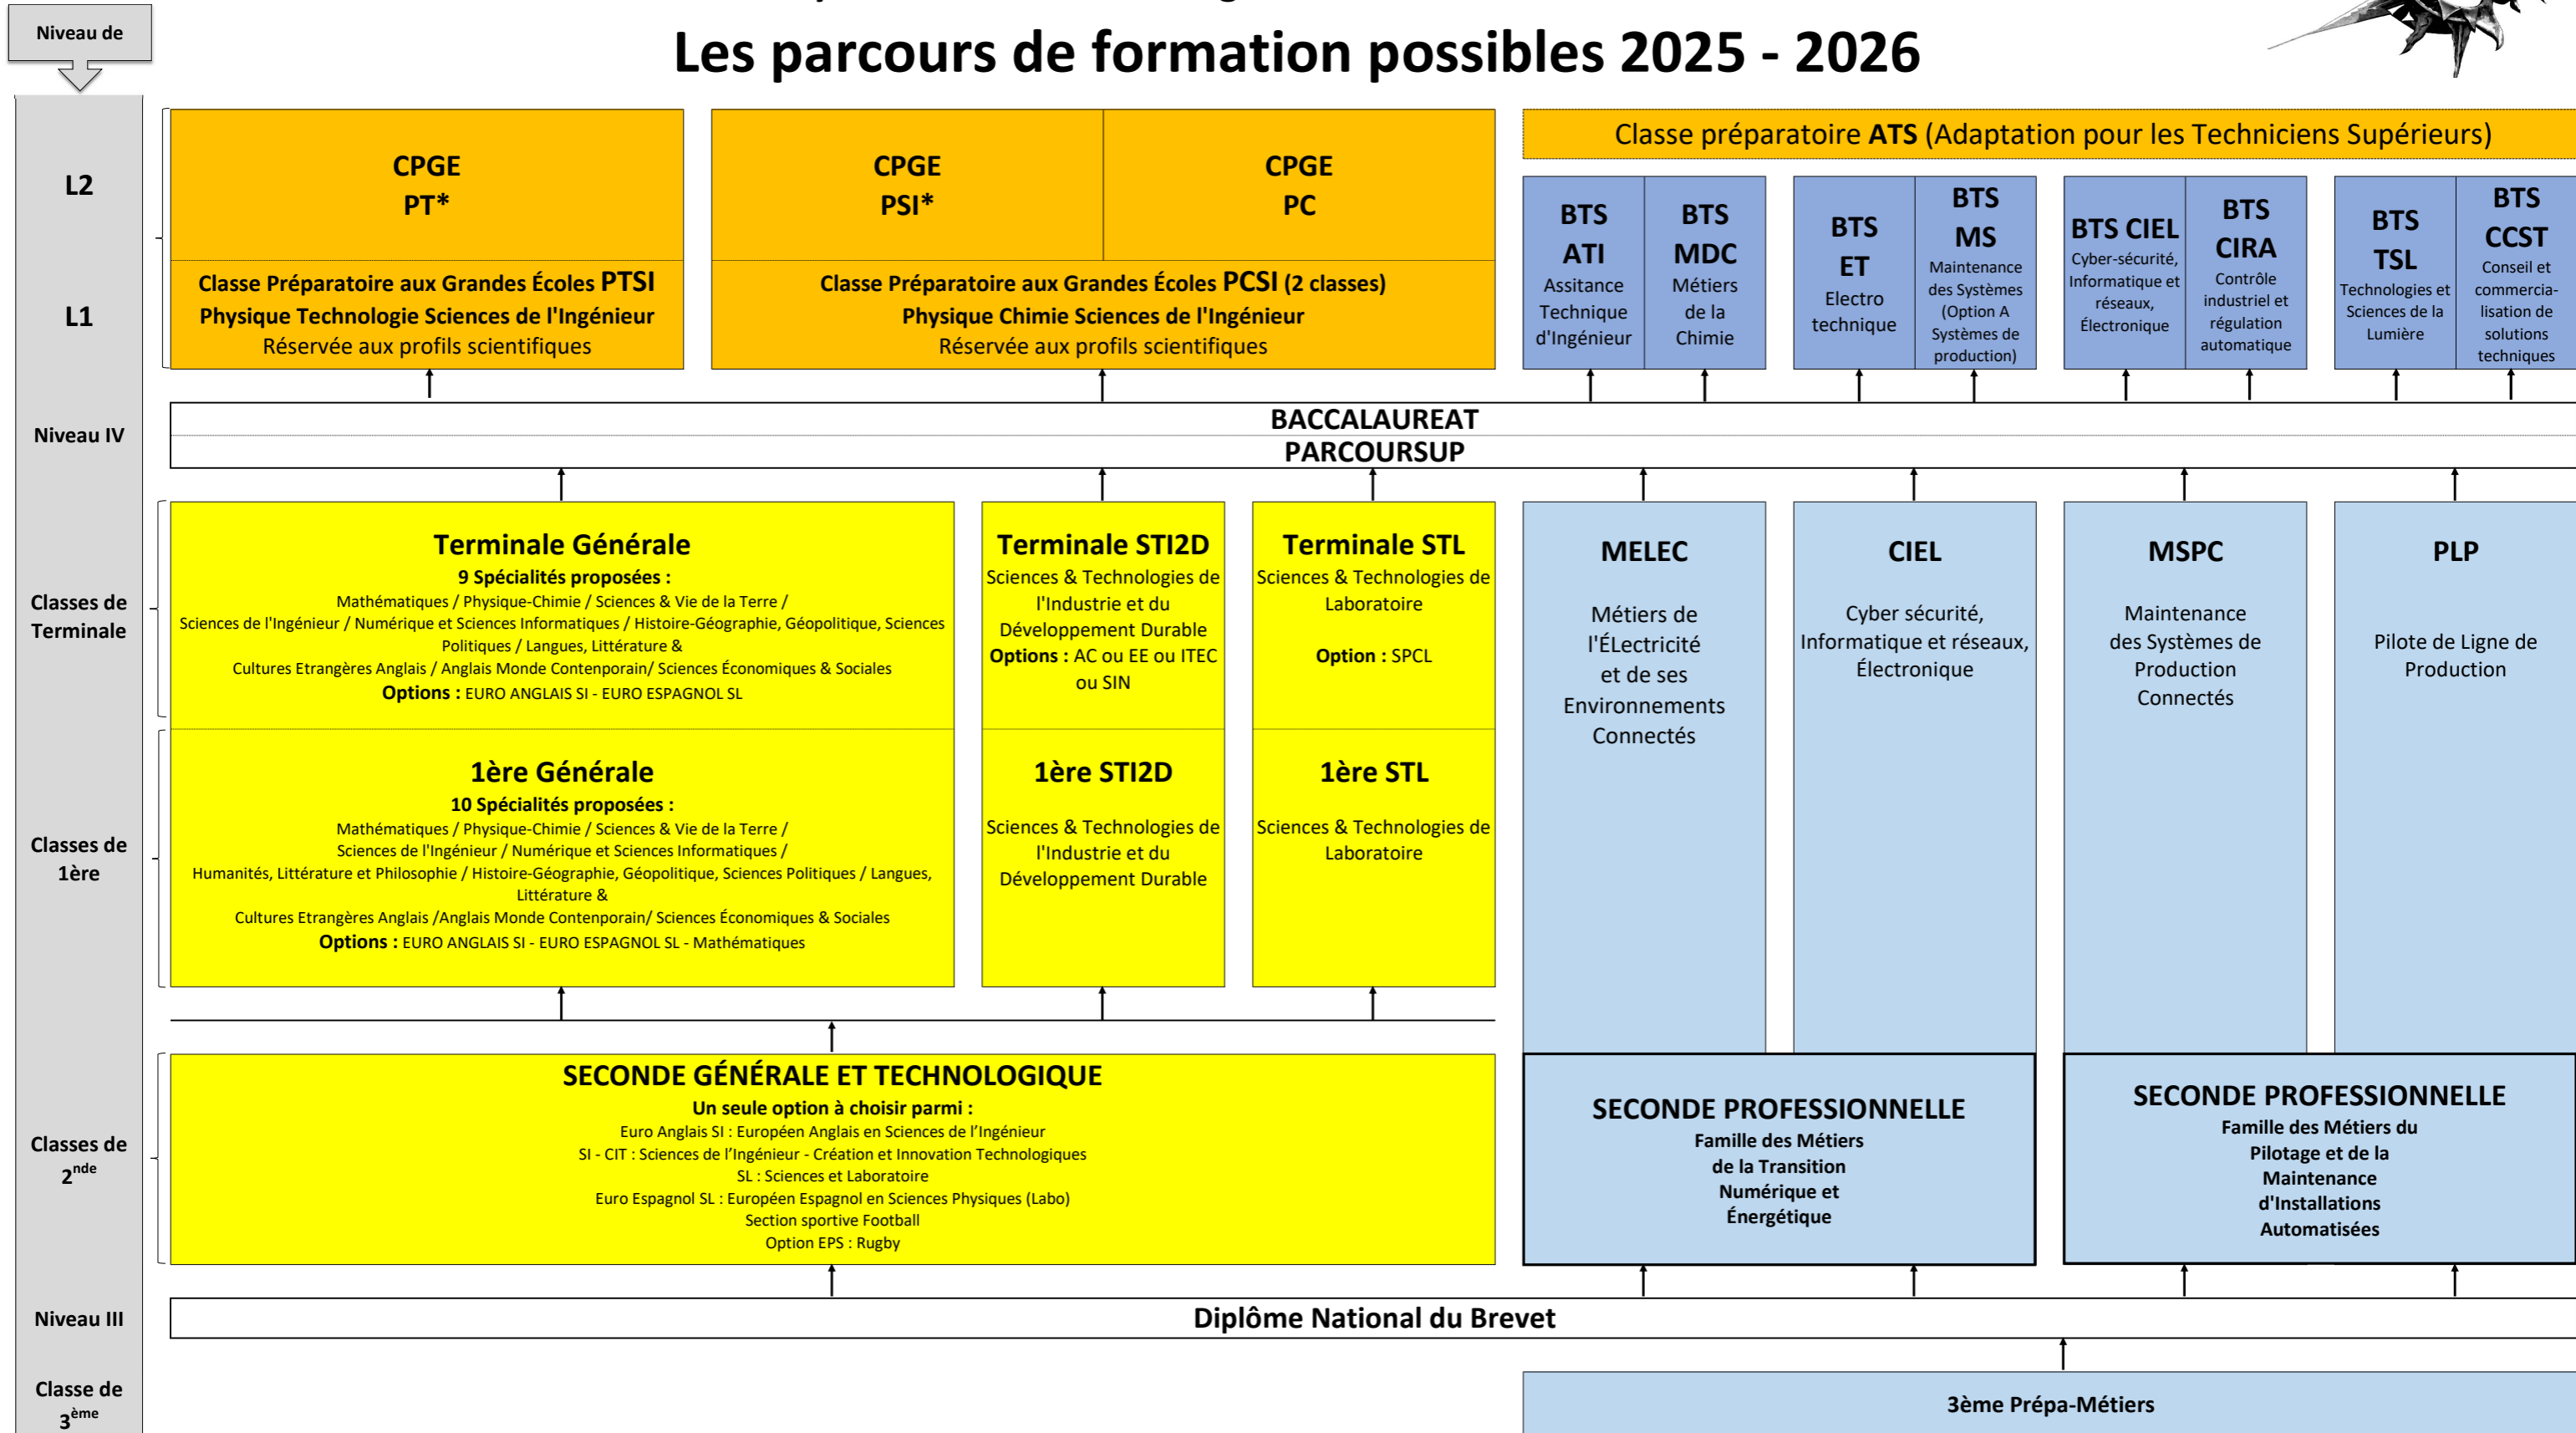 Niveau de
Les parcours de formation possibles 2025 - 2026
L2
L1
CPGE
PT*
Classe Préparatoire aux Grandes Écoles PTSI
Physique Technologie Sciences de l'Ingénieur
Réservée aux profils scientifiques
CPGE
PSI*
CPGE
PC
Classe Préparatoire aux Grandes Écoles PCSI (2 classes)
Physique Chimie Sciences de l'Ingénieur
Réservée aux profils scientifiques
Classe préparatoire ATS (Adaptation pour les Techniciens Supérieurs)
BTS
ATI
Assitance
Technique
d'Ingénieur
BTS
MDC
Métiers
de la
Chimie
BTS
ET
Electro
technique
BTS
MS
Maintenance
des Systèmes
(Option A
Systèmes de
production)
BTS CIEL
Cyber-sécurité,
Informatique et
réseaux,
Électronique
BTS
CIRA
Contrôle
industriel et
régulation
automatique
BTS
TSL
Technologies et
Sciences de la
Lumière
BTS
CCST
Conseil et
commercia-
lisation de
solutions
techniques
Niveau IV
BACCALAUREAT
PARCOURSUP
Classes de
Terminale
Terminale Générale
9 Spécialités proposées :
Mathématiques / Physique-Chimie / Sciences & Vie de la Terre /
Sciences de l'Ingénieur / Numérique et Sciences Informatiques / Histoire-Géographie, Géopolitique, Sciences
Politiques / Langues, Littérature &
Cultures Etrangères Anglais / Anglais Monde Contenporain/ Sciences Économiques & Sociales
Options : EURO ANGLAIS SI - EURO ESPAGNOL SL
Terminale STI2D
Sciences & Technologies de
l'Industrie et du
Développement Durable
Options : AC ou EE ou ITEC
ou SIN
Terminale STL
Sciences & Technologies de
Laboratoire
Option : SPCL
MELEC
Métiers de
l'ÉLectricité
et de ses
Environnements
Connectés
CIEL
Cyber sécurité,
Informatique et réseaux,
Électronique
MSPC
Maintenance
des Systèmes de
Production
Connectés
PLP
Pilote de Ligne de
Production
Classes de
1ère
1ère Générale
10 Spécialités proposées :
Mathématiques / Physique-Chimie / Sciences & Vie de la Terre /
Sciences de l'Ingénieur / Numérique et Sciences Informatiques /
Humanités, Littérature et Philosophie / Histoire-Géographie, Géopolitique, Sciences Politiques / Langues,
Littérature &
Cultures Etrangères Anglais /Anglais Monde Contenporain/ Sciences Économiques & Sociales
Options : EURO ANGLAIS SI - EURO ESPAGNOL SL - Mathématiques
1ère STI2D
Sciences & Technologies de
l'Industrie et du
Développement Durable
1ère STL
Sciences & Technologies de
Laboratoire
Classes de
2nde
SECONDE GÉNÉRALE ET TECHNOLOGIQUE
Un seule option à choisir parmi :
Euro Anglais SI : Européen Anglais en Sciences de l’Ingénieur
SI - CIT : Sciences de l’Ingénieur - Création et Innovation Technologiques
SL : Sciences et Laboratoire
Euro Espagnol SL : Européen Espagnol en Sciences Physiques (Labo)
Section sportive Football
Option EPS : Rugby
SECONDE PROFESSIONNELLE
Famille des Métiers
de la Transition
Numérique et
Énergétique
SECONDE PROFESSIONNELLE
Famille des Métiers du
Pilotage et de la
Maintenance
d'Installations
Automatisées
Niveau III
Diplôme National du Brevet
Classe de
3ème
3ème Prépa-Métiers